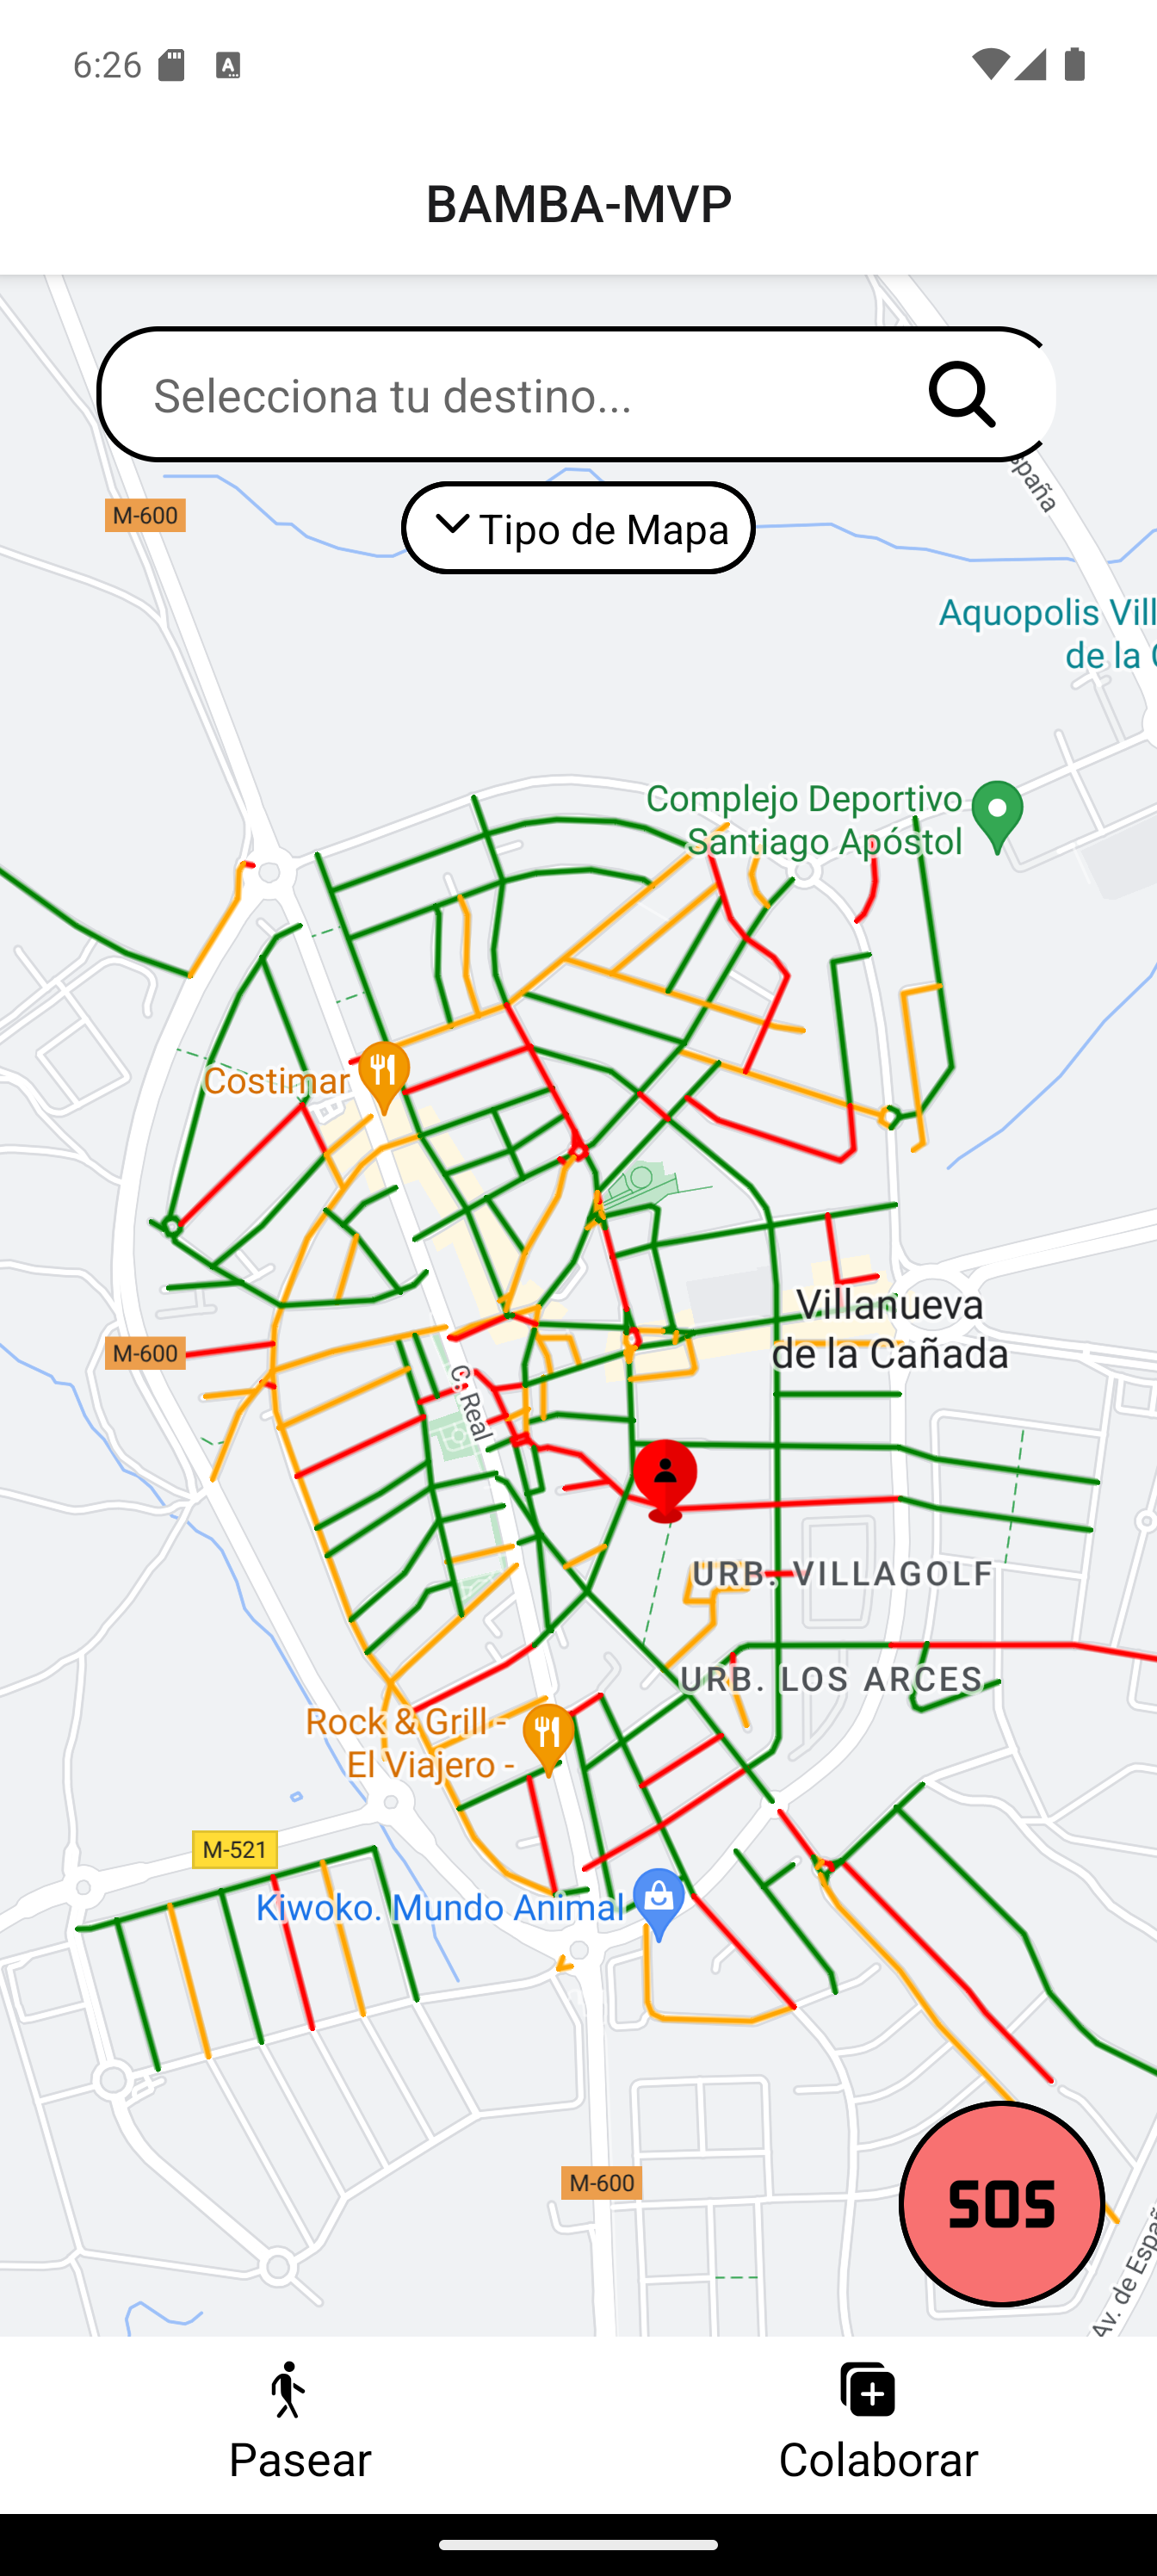 6:26
BAMBA-MVP
Selecciona tu destino...
Tipo de Mapa
M-600
España
Aquopolis Vill
de la C
Complejo Deportivo
Santiago Apóstol
Costimar
Villanueva
de la Cañada
M-600
C. Real
URB. VILLAGOLF
URB. LOS ARCES
Rock & Grill -
El Viajero -
M-521
Kiwoko. Mundo Animal
M-600
SOS
Av. de Españ
Pasear
Colaborar